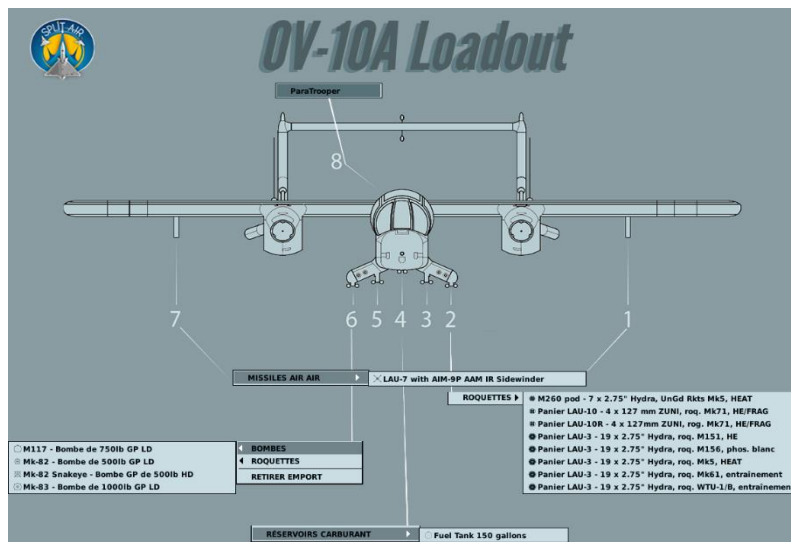 SPLIT AIR
OV-10A Loadout
ParaTrooper
8
7
6 5 4 3 2
1
MISSILES AIR AIR
LAU-7 with AIM-9P AAM IR Sidewinder
ROQUETTES
M260 pod - 7 x 2.75" Hydra, UnGd Rkts Mk5, HEAT
Panier LAU-10 - 4 x 127 mm ZUNI, roq. Mk71, HE/FRAG
Panier LAU-10R - 4 x 127mm ZUNI, rog. Mk71, HE/FRAG
Panier LAU-3 - 19 x 2.75" Hydra, roq. M151, HE
Panier LAU-3 - 19 x 2.75" Hydra, roq. M156, phos. blanc
Panier LAU-3 - 19 x 2.75" Hydra, roq. Mk5, HEAT
Panier LAU-3 - 19 x 2.75" Hydra, roq. Mk61, entraînement
Panier LAU-3 - 19 x 2.75" Hydra, roq. WTU-1/B, entraînemen
M117 - Bombe de 750lb GP LD
Mk-82 - Bombe de 500lb GP LD
Mk-82 Snakeye - Bombe GP de 500lb HD
Mk-83 - Bombe de 1000lb GP LD
BOMBES
ROQUETTES
RETIRER EMPORT
RÉSERVOIRS CARBURANT
Fuel Tank 150 gallons